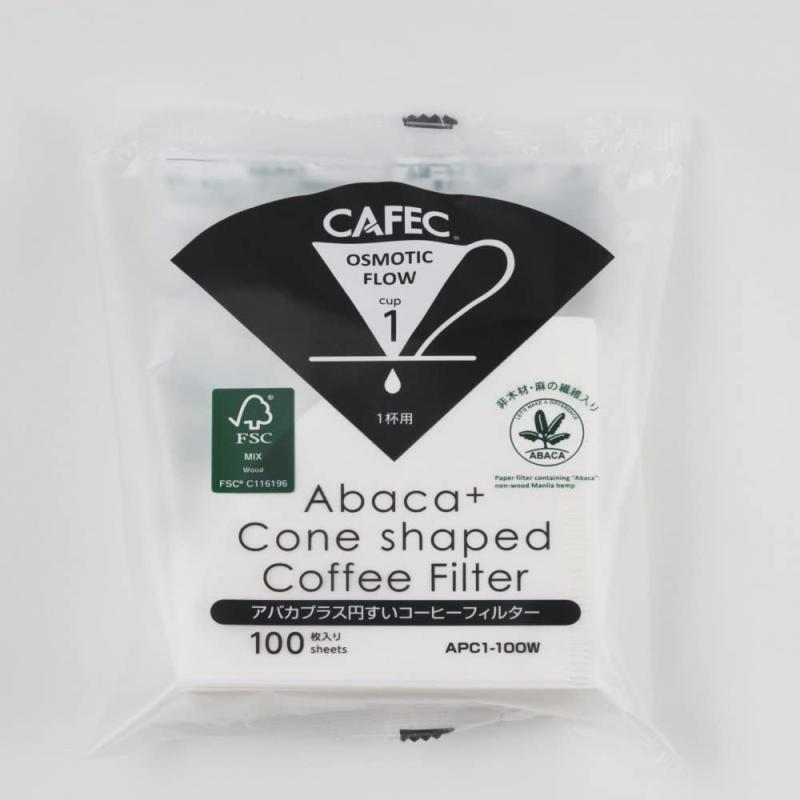 CAFEC®
OSMOTIC
FLOW
cup
1
1杯用
FSC®
MIX
Wood
FSC® C116196
非木材・麻の繊維入り
LET'S MAKE A DIFFERENCE
ABACA
Paper filter containing "Abaca":
non-wood Manila hemp
Abaca+
Cone shaped
Coffee Filter
アバカプラス円すいコーヒーフィルター
100 枚入り
sheets
APC1-100W